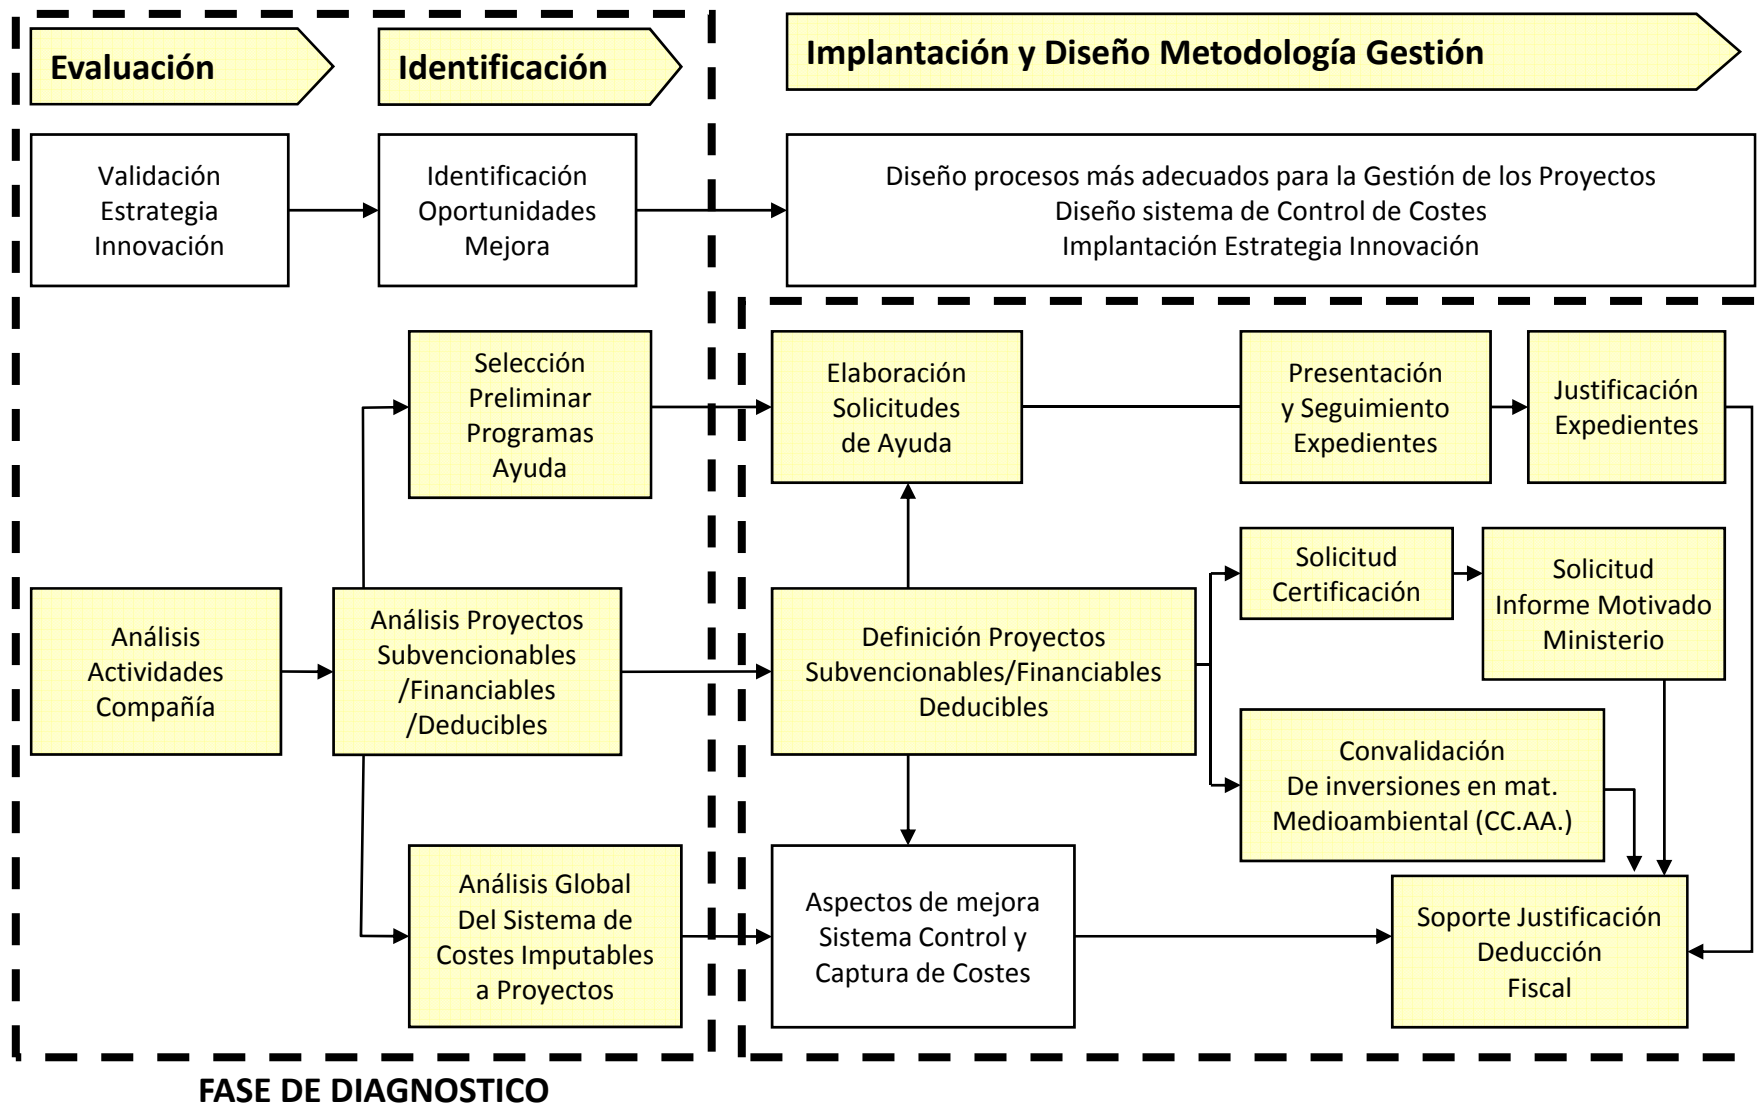 Evaluación
Identificación
Implantación y Diseño Metodología Gestión
Validación
Estrategia
Innovación
Identificación
Oportunidades
Mejora
Diseño procesos más adecuados para la Gestión de los Proyectos
Diseño sistema de Control de Costes
Implantación Estrategia Innovación
Selección
Preliminar
Programas
Ayuda
Elaboración
Solicitudes
de Ayuda
Presentación
y Seguimiento
Expedientes
Justificación
Expedientes
Análisis
Actividades
Compañía
Análisis Proyectos
Subvencionables
/Financiables
/Deducibles
Definición Proyectos
Subvencionables/Financiables
Deducibles
Solicitud
Certificación
Solicitud
Informe Motivado
Ministerio
Convalidación
De inversiones en mat.
Medioambiental (CC.AA.)
Análisis Global
Del Sistema de
Costes Imputables
a Proyectos
Aspectos de mejora
Sistema Control y
Captura de Costes
Soporte Justificación
Deducción
Fiscal
FASE DE DIAGNOSTICO